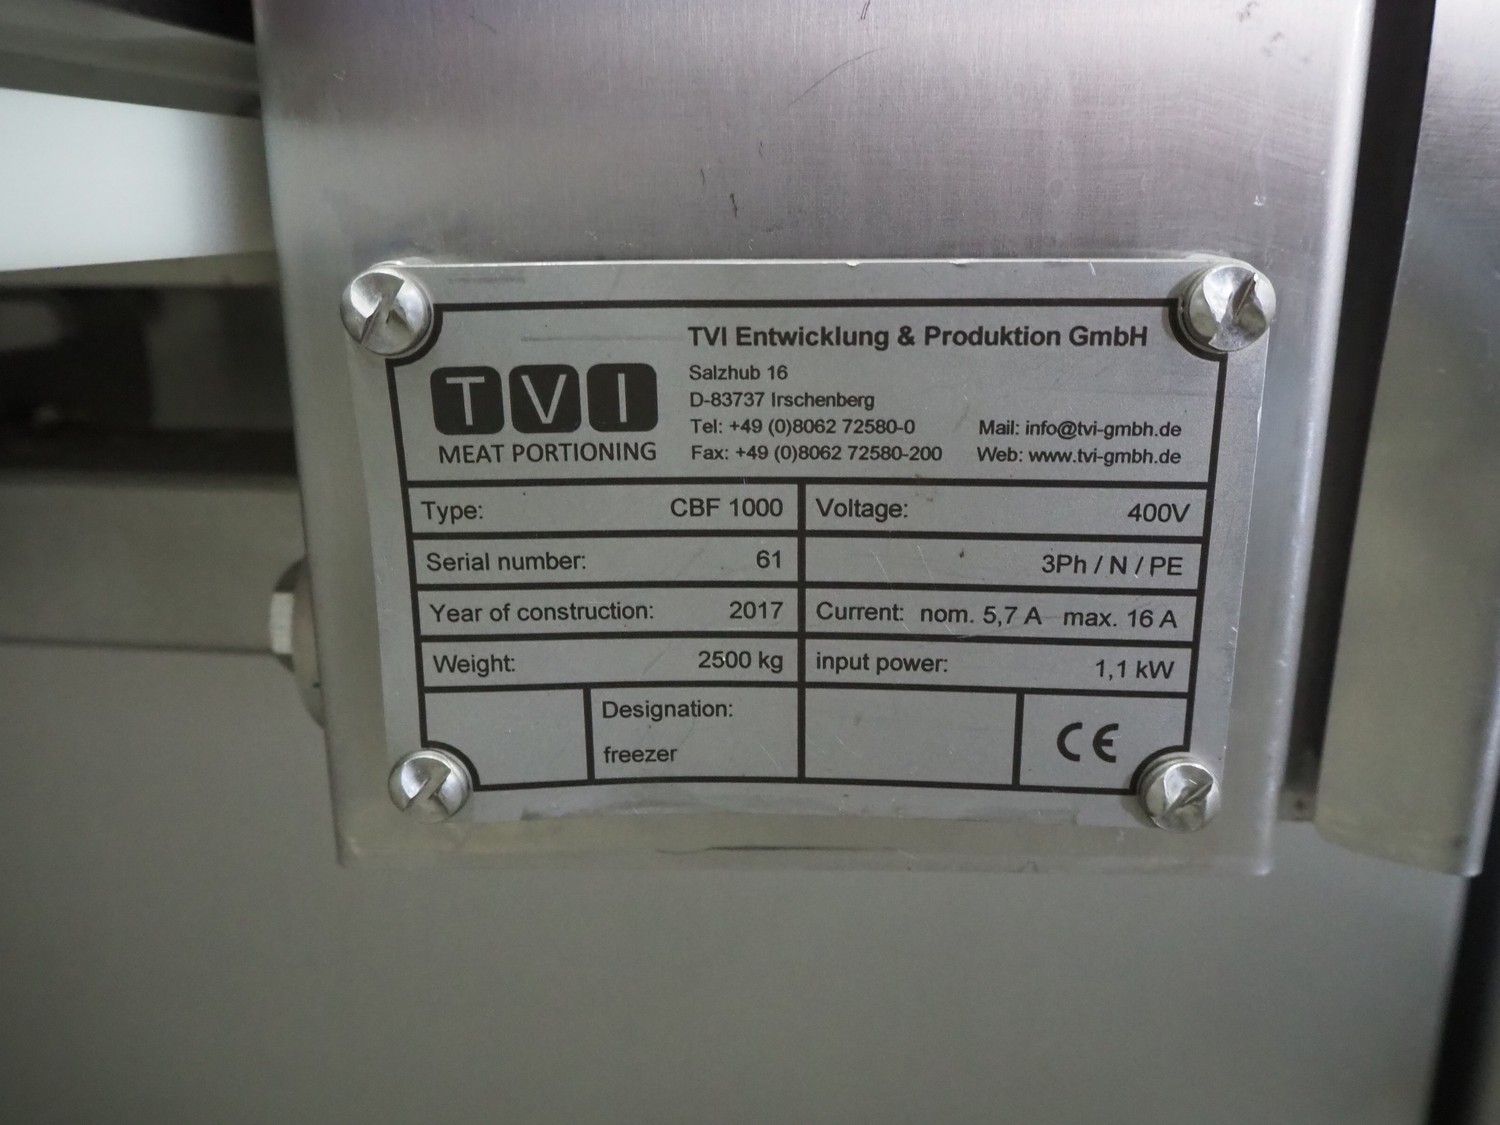 TVI Entwicklung & Produktion GmbH
TVI
MEAT PORTIONING
Salzhub 16
D-83737 Irschenberg
Tel: +49 (0)8062 72580-0 Mail: info@tvi-gmbh.de
Fax: +49 (0)8062 72580-200 Web: www.tvi-gmbh.de
Type: CBF 1000 Voltage: 400V
Serial number: 61 3Ph / N / PE
Year of construction: 2017 Current: nom. 5,7 A max. 16 A
Weight: 2500 kg input power: 1,1 kW
Designation:
freezer
CE